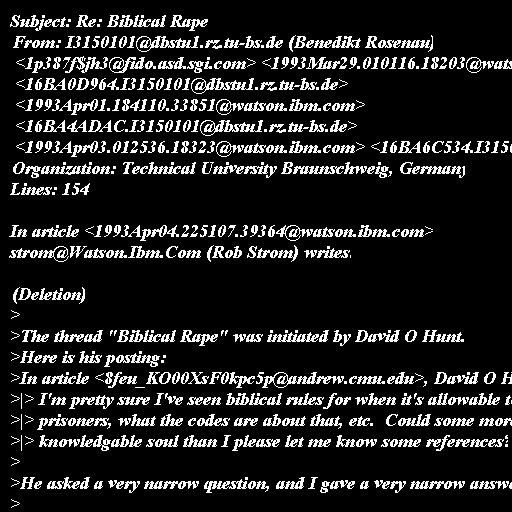 Subject: Re: Biblical Rape
From: I3150101@dbstu1.rz.tu-bs.de (Benedikt Rosenau)
<1p387f$jh3@fido.asd.sgi.com> <1993Mar29.010116.18203@wats
<16BA0D964.I3150101@dbstu1.rz.tu-bs.de>
<1993Apr01.184110.33851@watson.ibm.com>
<16BA4ADAC.I3150101@dbstu1.rz.tu-bs.de>
<1993Apr03.012536.18323@watson.ibm.com> <16BA6C534.I315
Organization: Technical University Braunschweig, Germany
Lines: 154

In article <1993Apr04.225107.39364@watson.ibm.com>
strom@Watson.Ibm.Com (Rob Strom) writes:

(Deletion)
>
>The thread "Biblical Rape" was initiated by David O Hunt.
>Here is his posting:
>In article <8feu_KO00XsF0kpc5p@andrew.cmu.edu>, David O H
>|> I'm pretty sure I've seen biblical rules for when it's allowable t
>|> prisoners, what the codes are about that, etc.  Could some mor
>|> knowledgable soul than I please let me know some references?
>
>He asked a very narrow question, and I gave a very narrow answ
>